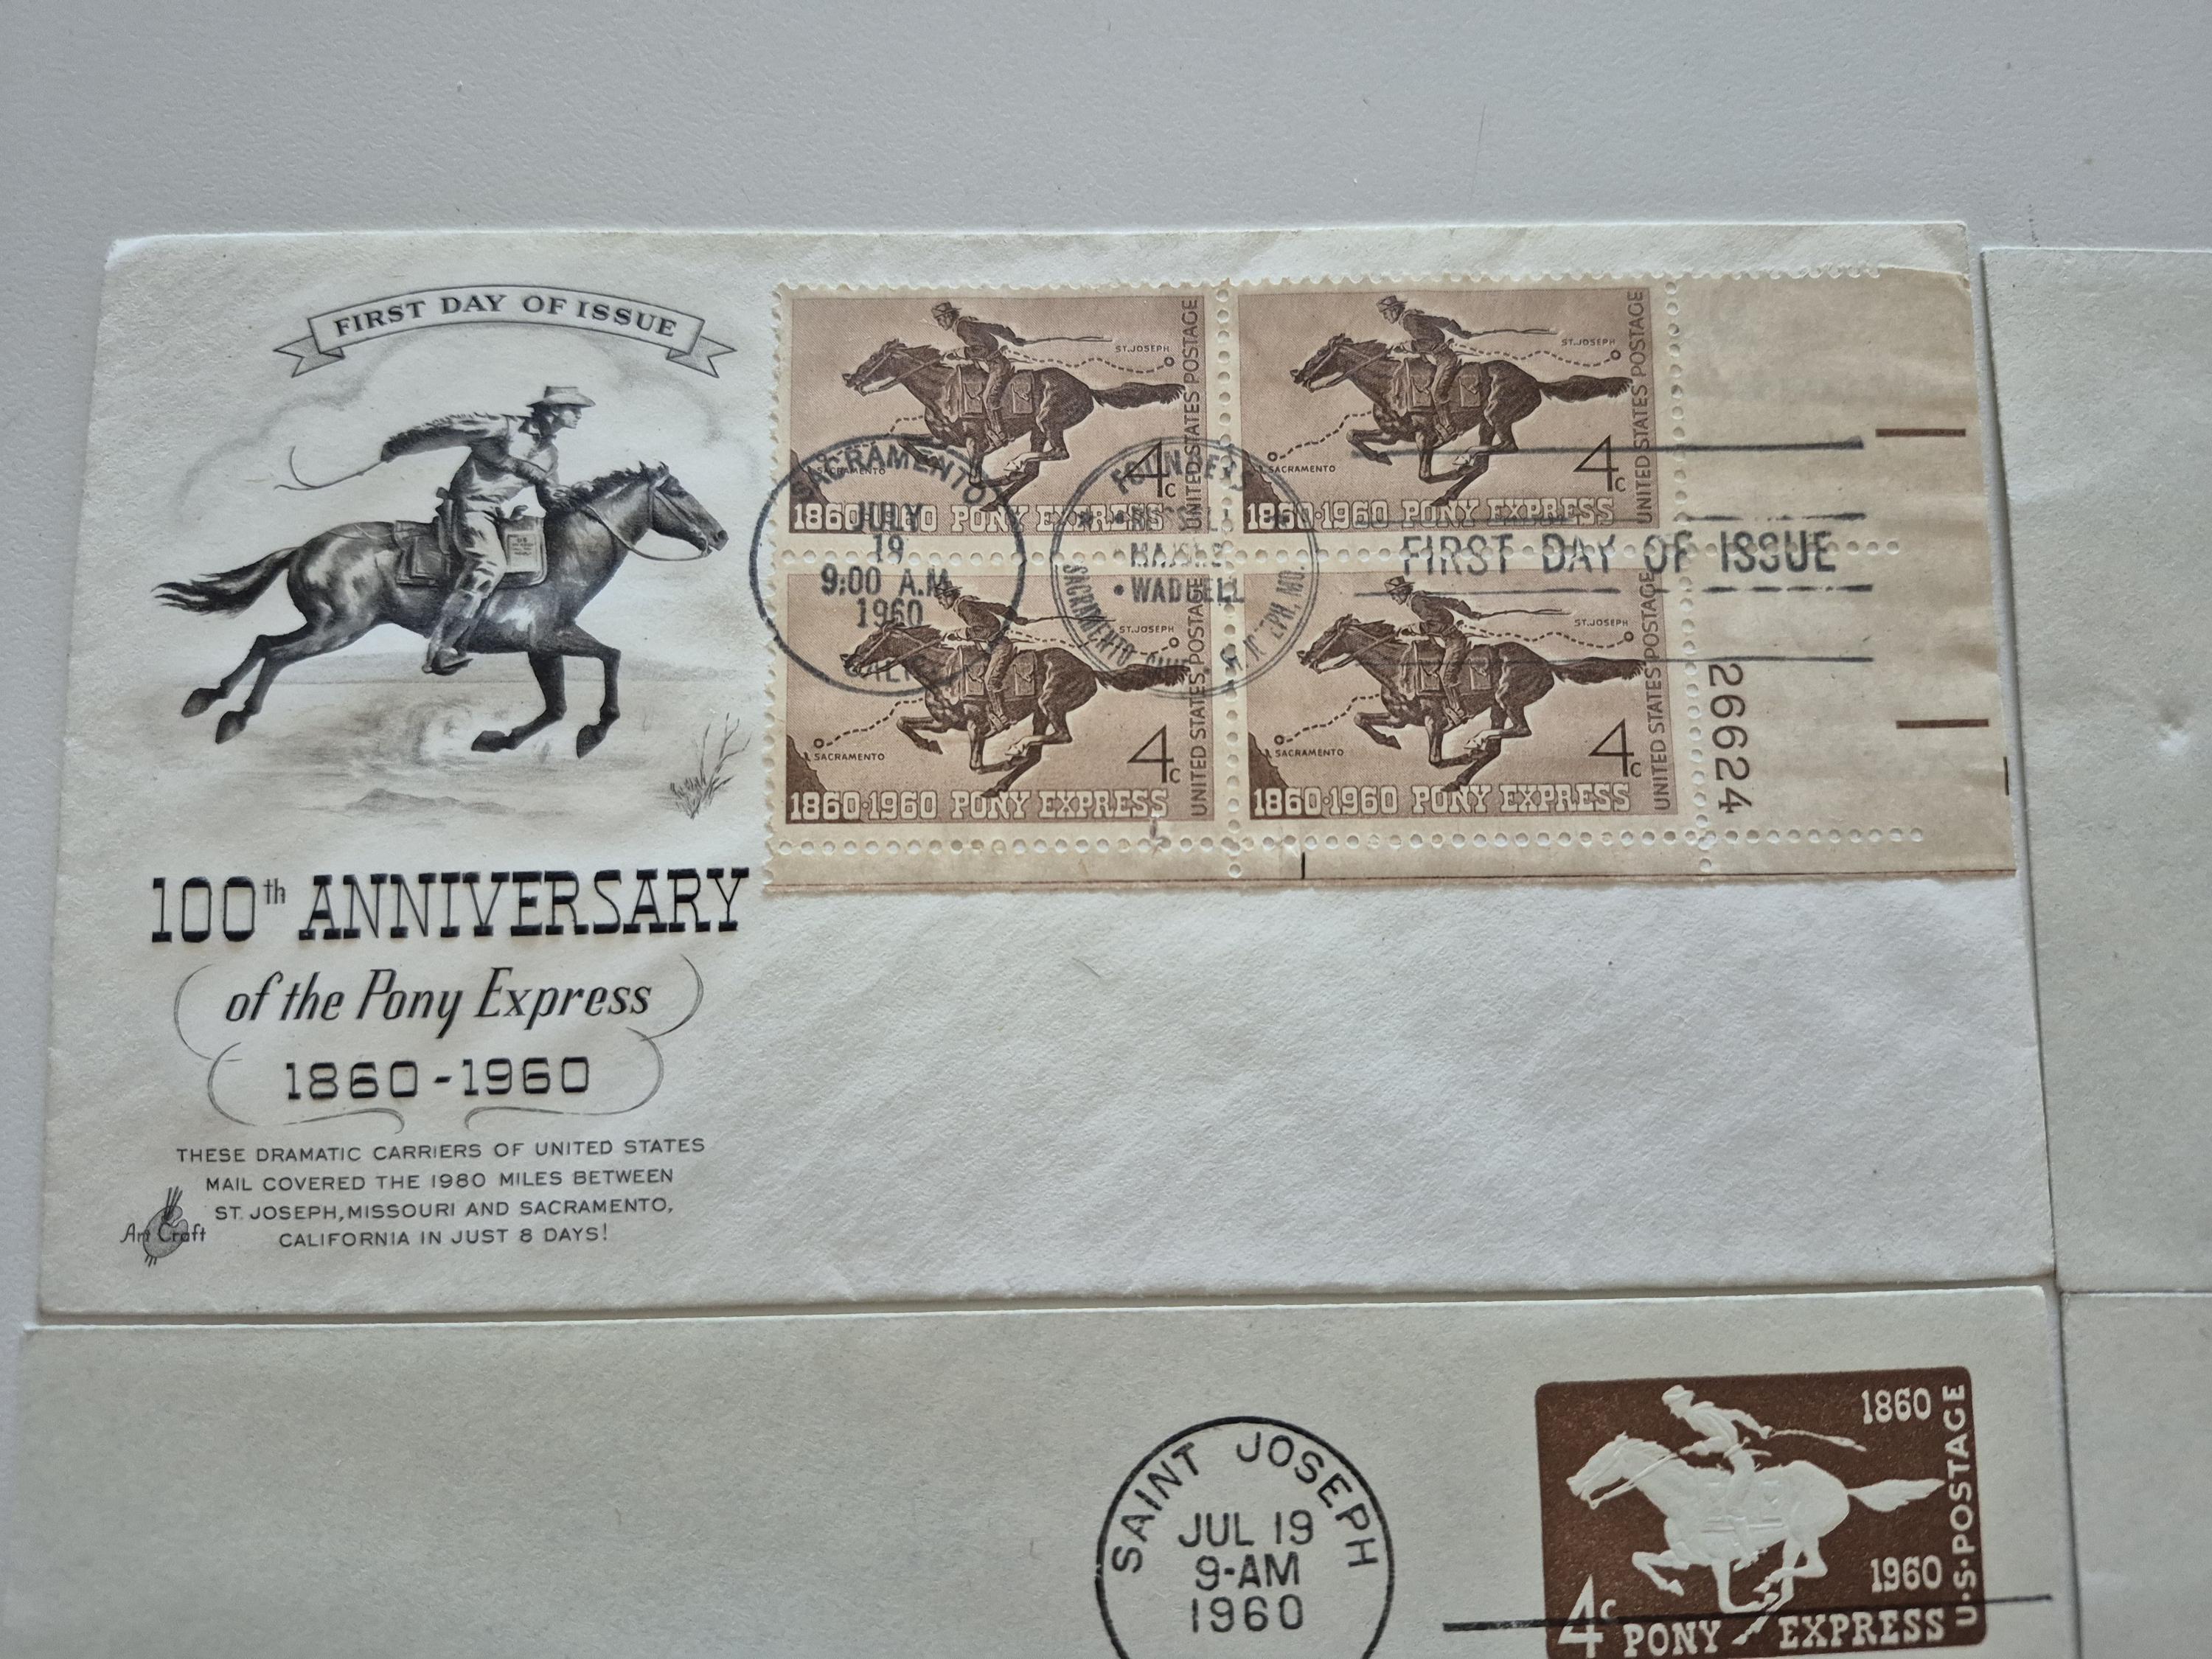 FIRST DAY OF ISSUE
100th ANNIVERSARY
of the Pony Express
1860-1960
THESE DRAMATIC CARRIERS OF UNITED STATES
MAIL COVERED THE 1980 MILES BETWEEN
ST. JOSEPH, MISSOURI AND SACRAMENTO,
CALIFORNIA IN JUST 8 DAYS!
Art Craft
ST. JOSEPH
SACRAMENTO
4c
UNITED STATES POSTAGE
1860·1960 PONY EXPRESS
ST. JOSEPH
SACRAMENTO
4c
UNITED STATES POSTAGE
1860·1960 PONY EXPRESS
ST. JOSEPH
SACRAMENTO
4c
UNITED STATES POSTAGE
1860·1960 PONY EXPRESS
ST. JOSEPH
SACRAMENTO
4c
UNITED STATES POSTAGE
1860·1960 PONY EXPRESS
SACRAMENTO
JULY
19
9:00 A.M.
1960
• WADDELL
SACRAMENTO
FIRST DAY OF ISSUE
26624
SAINT JOSEPH
JUL 19
9-AM
1960
1860
1960
U.S. POSTAGE
4c PONY EXPRESS